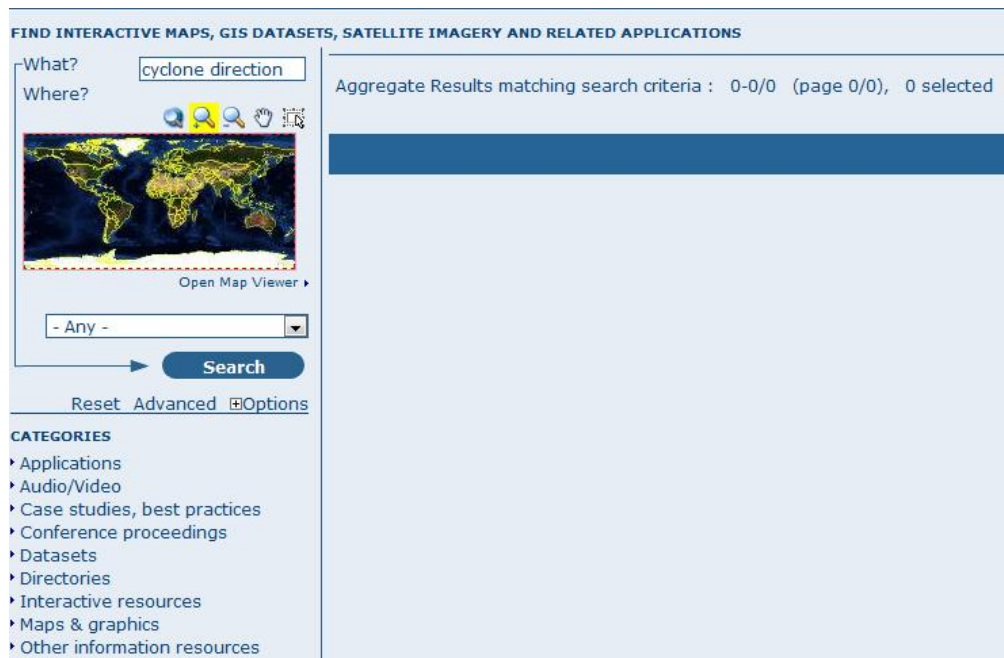 FIND INTERACTIVE MAPS, GIS DATASETS, SATELLITE IMAGERY AND RELATED APPLICATIONS
What?
cyclone direction
Where?
Open Map Viewer
- Any -
Search
Reset Advanced Options
CATEGORIES
Applications
Audio/Video
Case studies, best practices
Conference proceedings
Datasets
Directories
Interactive resources
Maps & graphics
Other information resources
Aggregate Results matching search criteria : 0-0/0 (page 0/0), 0 selected